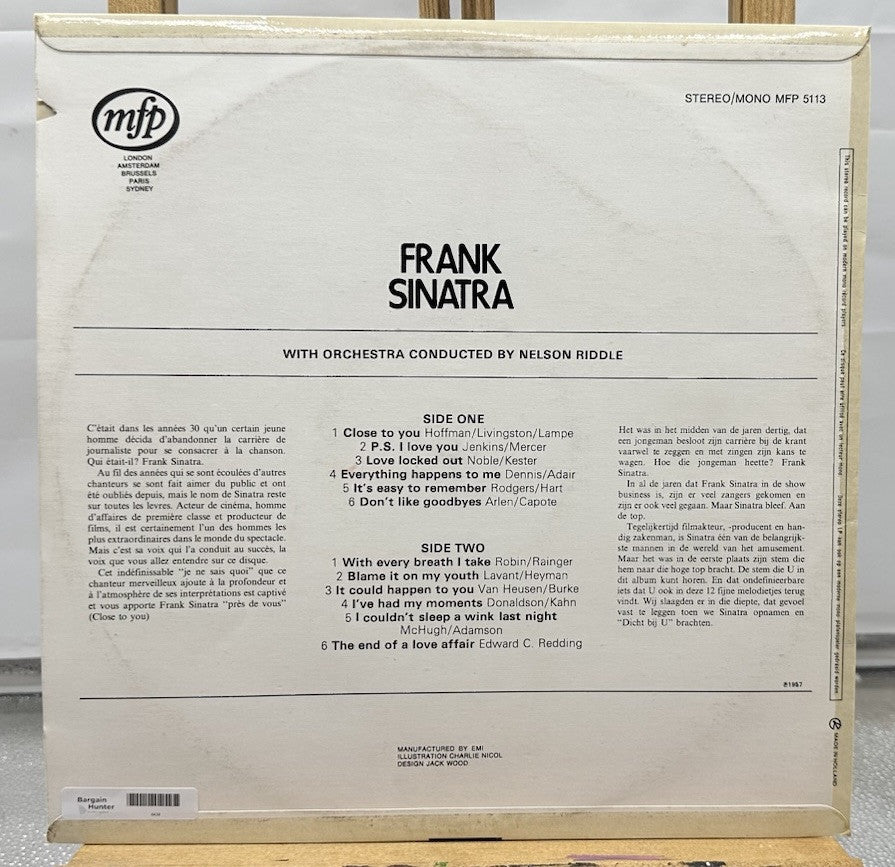 mfp
LONDON
AMSTERDAM
BRUSSELS
PARIS
SYDNEY
STEREO/MONO MFP 5113
FRANK
SINATRA
WITH ORCHESTRA CONDUCTED BY NELSON RIDDLE
C'était dans les années 30 qu'un certain jeune
homme décida d'abandonner la carrière de
journaliste pour se consacrer à la chanson.
Qui était-il? Frank Sinatra.
Au fil des années qui se sont écoulées d'autres
chanteurs se sont fait aimer du public et ont
été oubliés depuis, mais le nom de Sinatra reste
sur toutes les levres. Acteur de cinéma, homme
d'affaires de première classe et producteur de
films, il est certainement l'un des hommes les
plus extraordinaires dans le monde du spectacle.
Mais c'est sa voix qui l'a conduit au succès, la
voix que vous allez entendre sur ce disque.
Cet indéfinissable "je ne sais quoi" que ce
chanteur merveilleux ajoute à la profondeur et
à l'atmosphère de ses interprétations est captivé
et vous apporte Frank Sinatra "près de vous"
(Close to you)
SIDE ONE
1 Close to you Hoffman/Livingston/Lampe
2 P.S. I love you Jenkins/Mercer
3 Love locked out Noble/Kester
4 Everything happens to me Dennis/Adair
5 It's easy to remember Rodgers/Hart
6 Don't like goodbyes Arlen/Capote
SIDE TWO
1 With every breath I take Robin/Rainger
2 Blame it on my youth Lavant/Heyman
3 It could happen to you Van Heusen/Burke
4 I've had my moments Donaldson/Kahn
5 I couldn't sleep a wink last night
McHugh/Adamson
6 The end of a love affair Edward C. Redding
Het was in het midden van de jaren dertig, dat
een jongeman besloot zijn carrière bij de krant
vaarwel te zeggen en met zingen zijn kans te
wagen. Hoe die jongeman heette? Frank
Sinatra.
In al de jaren dat Frank Sinatra in de show
business is, zijn er veel zangers gekomen en
zijn er ook veel gegaan. Maar Sinatra bleef. Aan
de top.
Tegelijkertijd filmakteur, -producent en han-
dig zakenman, is Sinatra één van de belangrijk-
ste mannen in de wereld van het amusement.
Maar het was in de eerste plaats zijn stem die
hem naar die hoge top bracht. De stem die U in
dit album kunt horen. En dat ondefinieerbare
iets dat U ook in deze 12 fijne melodietjes terug
vindt. Wij slaagden er in die diepte, dat gevoel
vast te leggen toen we Sinatra opnamen en
"Dicht bij U" brachten.
This stereo record can be played on modern mono record players.
℗1957
MADE IN HOLLAND
MANUFACTURED BY EMI
ILLUSTRATION CHARLIE NICOL
DESIGN JACK WOOD
Bargain
Hunter